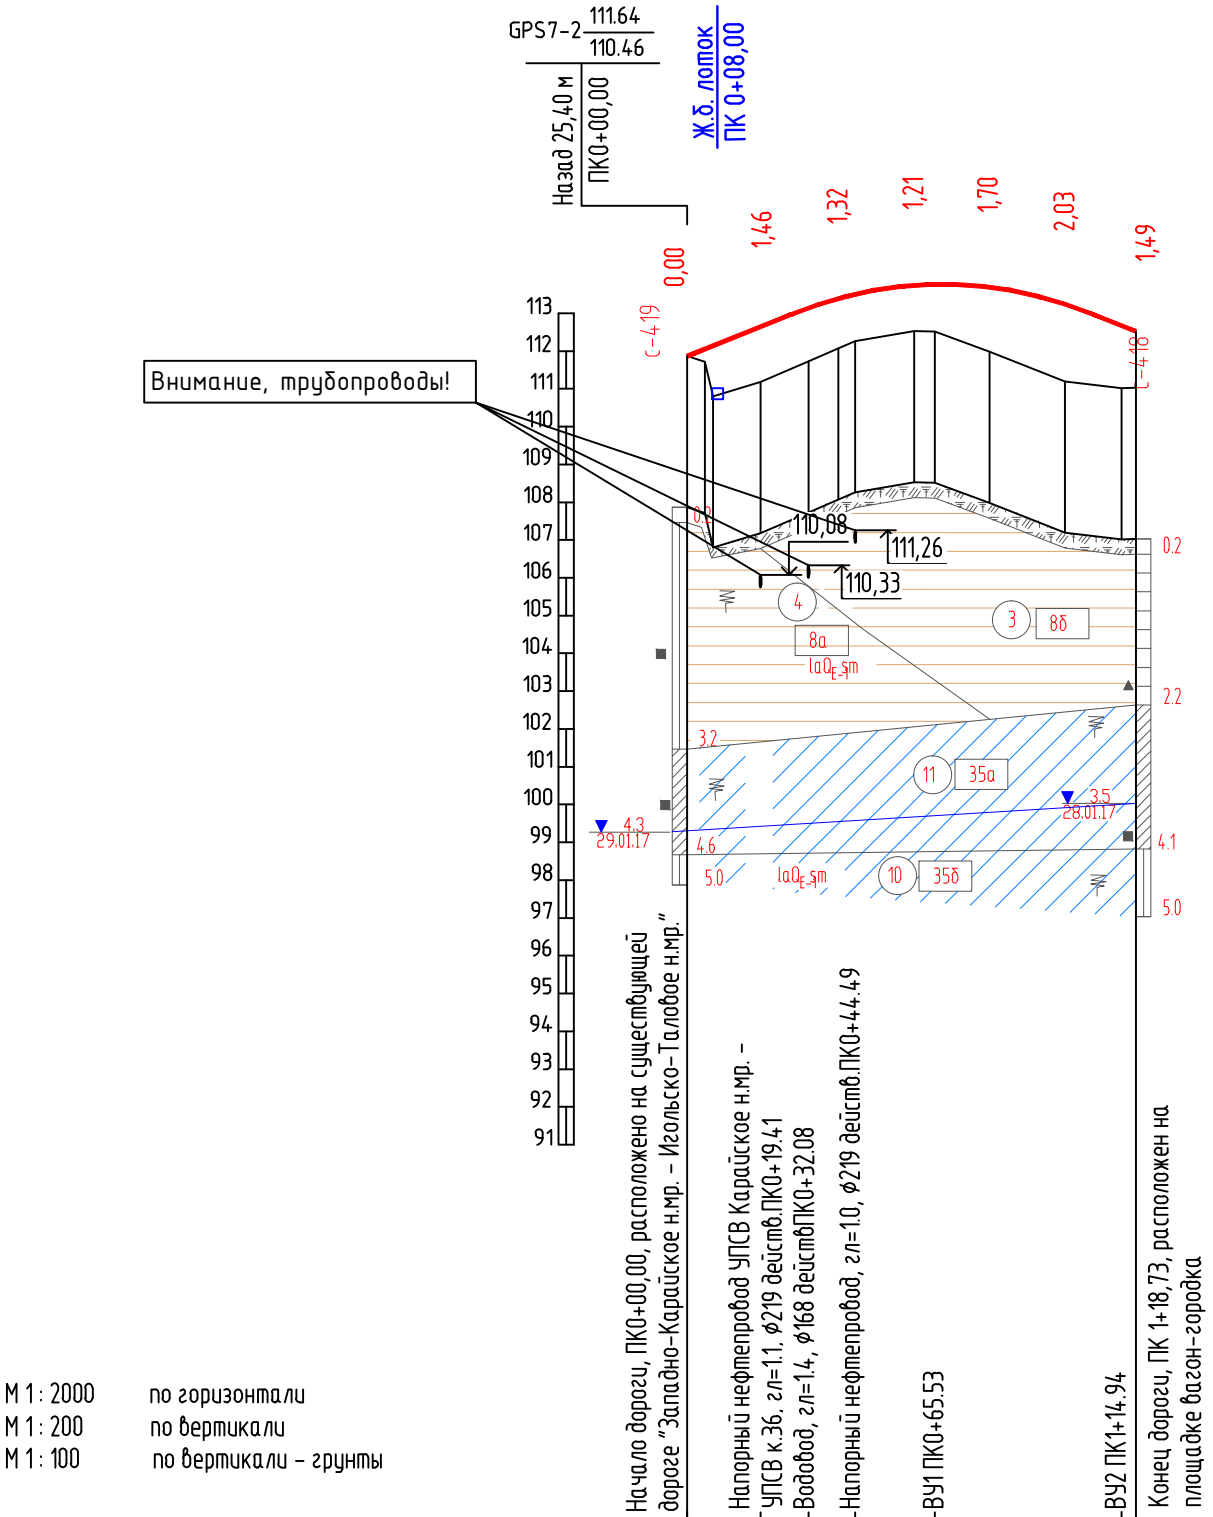 GPS7-2 111.64
110.46
Назад 25,40 м
ПК0+00,00
Ж.б. лоток
ПК 0+08,00
0,00
1,46
1,32
1,21
1,70
2,03
1,49
С-419
С-418
Внимание, трубопроводы!
113
112
111
110
109
108
107
106
105
104
103
102
101
100
99
98
97
96
95
94
93
92
91
0.2
110,08
111,26
110,33
0.2
4
3
8б
8а
laQE-1sm
2.2
3.2
11
35а
3.5
28.01.17
4.3
29.01.17
4.6
4.1
5.0
laQE-1sm
10
35б
5.0
Начало дороги, ПК0+00,00, расположено на существующей
дороге "Западно-Карайское н.мр. - Игольско-Таловое н.мр."
Напорный нефтепровод УПСВ Карайское н.мр. -
УПСВ к.36, гл=1.1, ϕ219 действ.ПК0+19.41
Водовод, гл=1.4, ϕ168 действПК0+32.08
Напорный нефтепровод, гл=1.0, ϕ219 действ.ПК0+44.49
ВУ1 ПК0+65.53
ВУ2 ПК1+14.94
Конец дороги, ПК 1+18,73, расположен на
площадке вагон-городка
М 1: 2000 по горизонтали
М 1: 200 по вертикали
М 1: 100 по вертикали - грунты